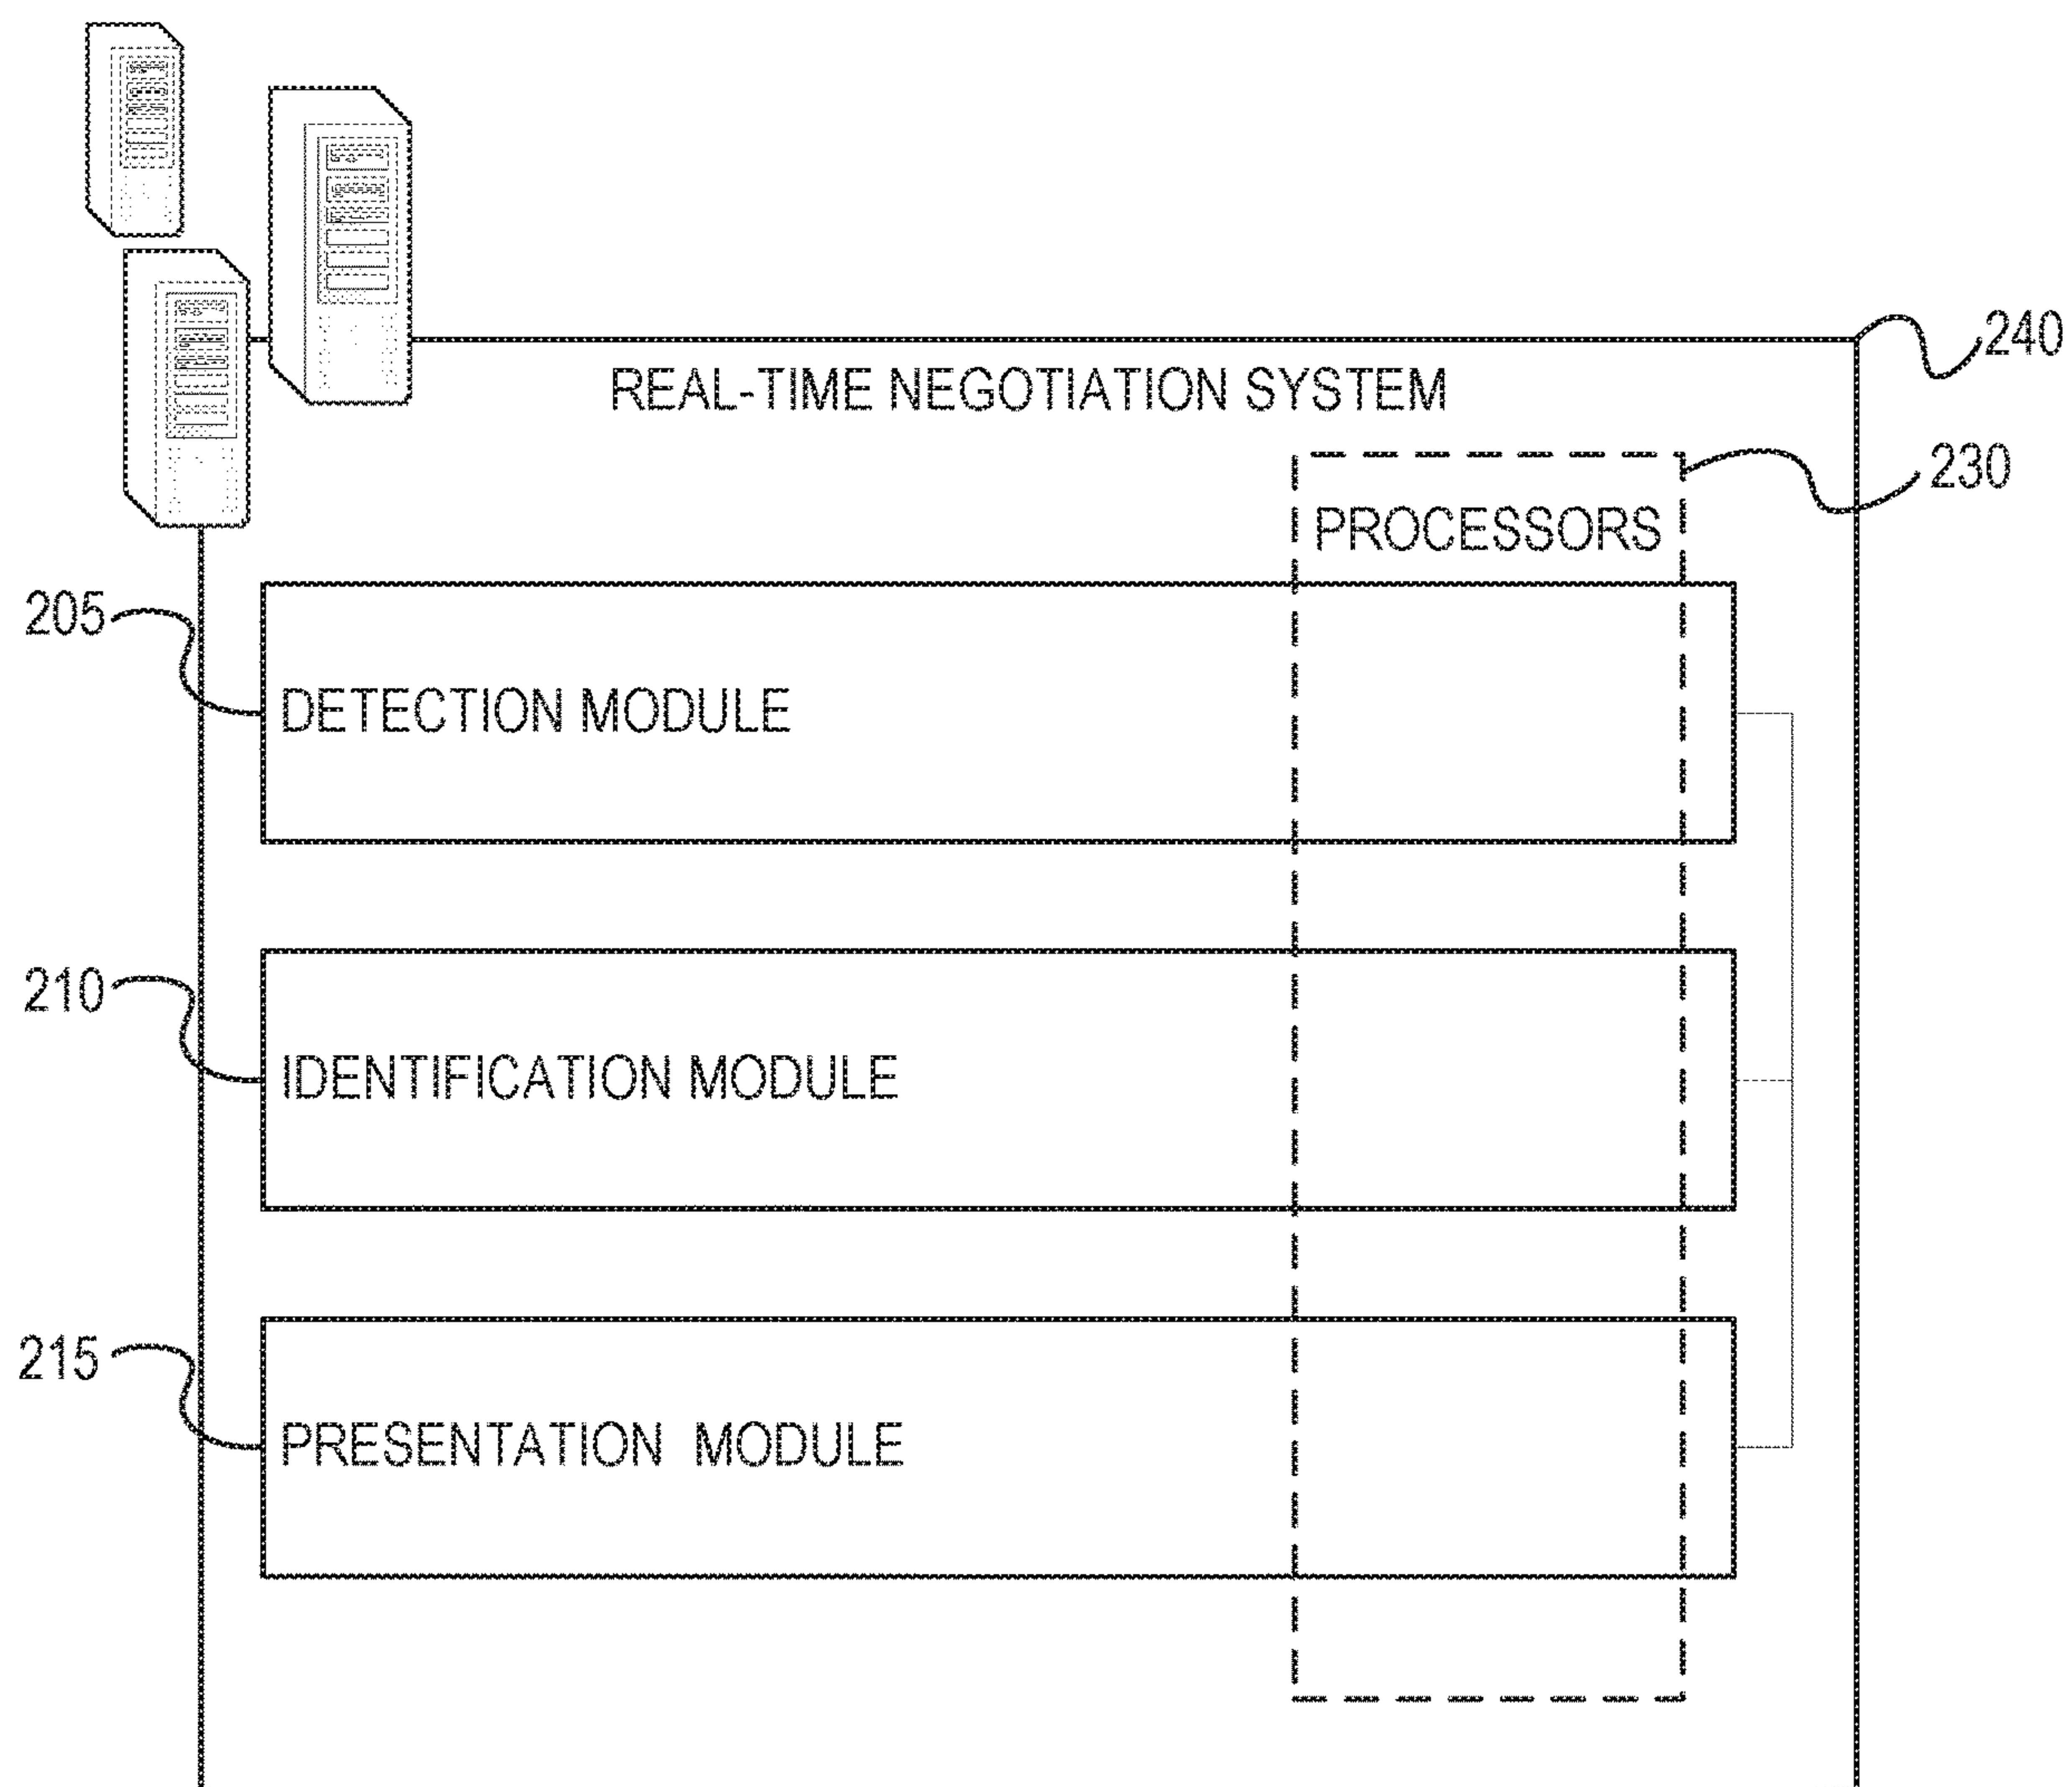 240
REAL-TIME NEGOTIATION SYSTEM
230
PROCESSORS
205
DETECTION MODULE
210
IDENTIFICATION MODULE
215
PRESENTATION MODULE